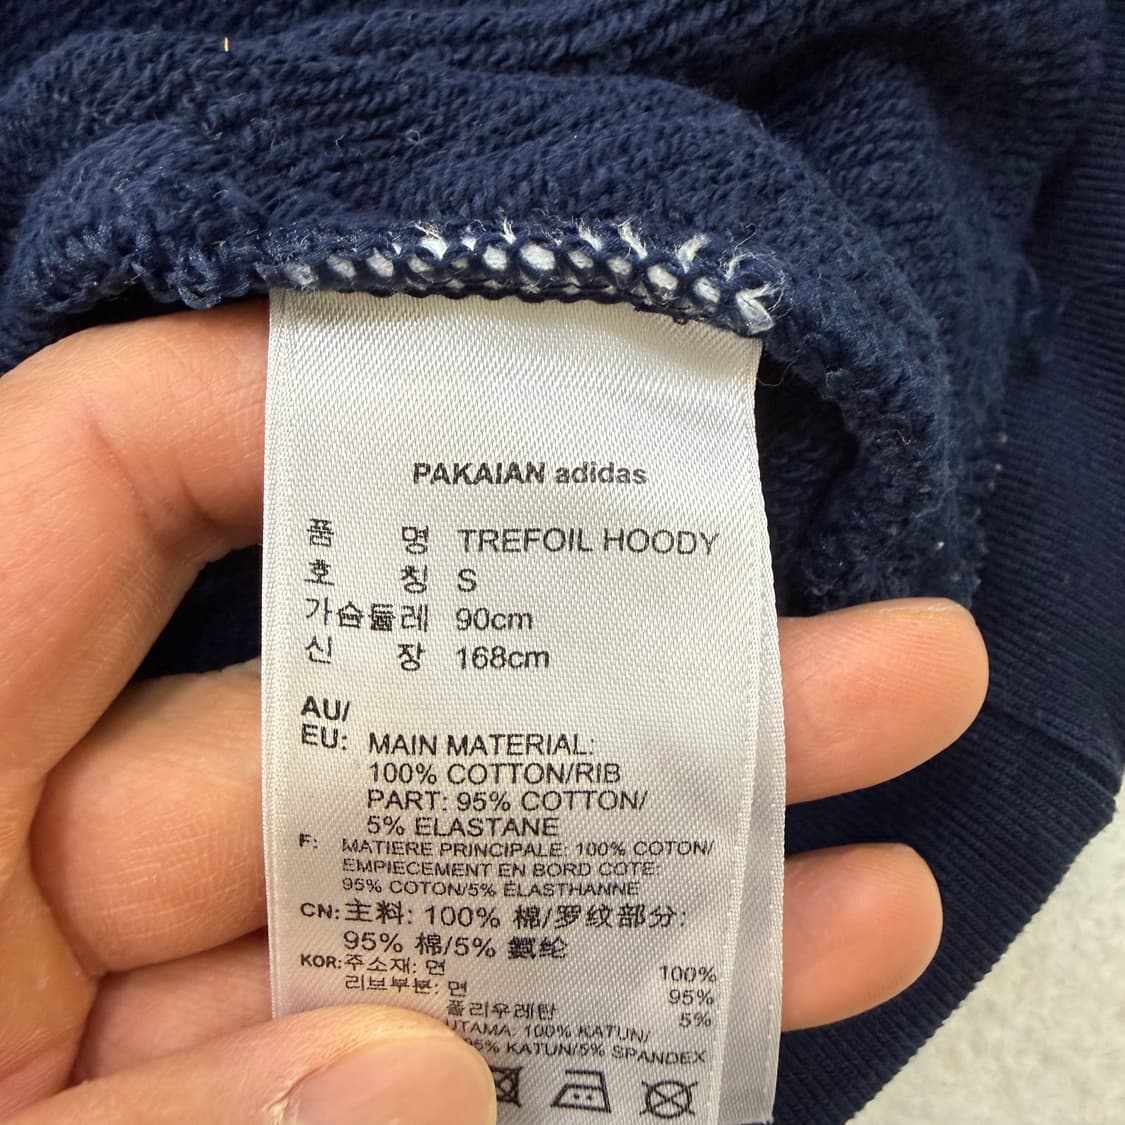 PAKAIAN adidas
품 명 TREFOIL HOODY
호 칭 S
가슴둘레 90cm
신 장 168cm
AU/
EU: MAIN MATERIAL:
100% COTTON/RIB
PART: 95% COTTON/
5% ELASTANE
F: MATIERE PRINCIPALE: 100% COTON/
EMPIECEMENT EN BORD COTE:
95% COTON/5% ÉLASTHANNE
CN: 主料: 100% 棉/罗纹部分:
95% 棉/5% 氨纶
KOR: 주소재: 면 100%
리브부분: 면 95%
폴리우레탄 5%
UTAMA: 100% KATUN/
95% KATUN/5% SPANDEX